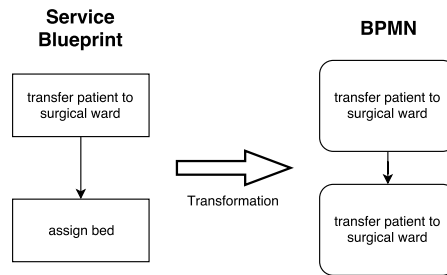 Service
Blueprint
BPMN
transfer patient to
surgical ward
transfer patient to
surgical ward
Transformation
assign bed
transfer patient to
surgical ward